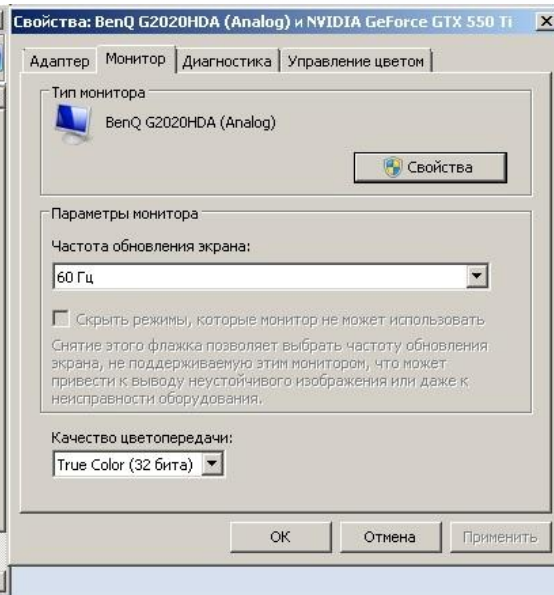 Свойства: BenQ G2020HDA (Analog) и NVIDIA GeForce GTX 550 Ti
Адаптер Монитор Диагностика Управление цветом
Тип монитора
BenQ G2020HDA (Analog)
Свойства
Параметры монитора
Частота обновления экрана:
60 Гц
Скрыть режимы, которые монитор не может использовать
Снятие этого флажка позволяет выбрать частоту обновления
экрана, не поддерживаемую этим монитором, что может
привести к выводу неустойчивого изображения или даже к
неисправности оборудования.
Качество цветопередачи:
True Color (32 бита)
ОК Отмена Применить